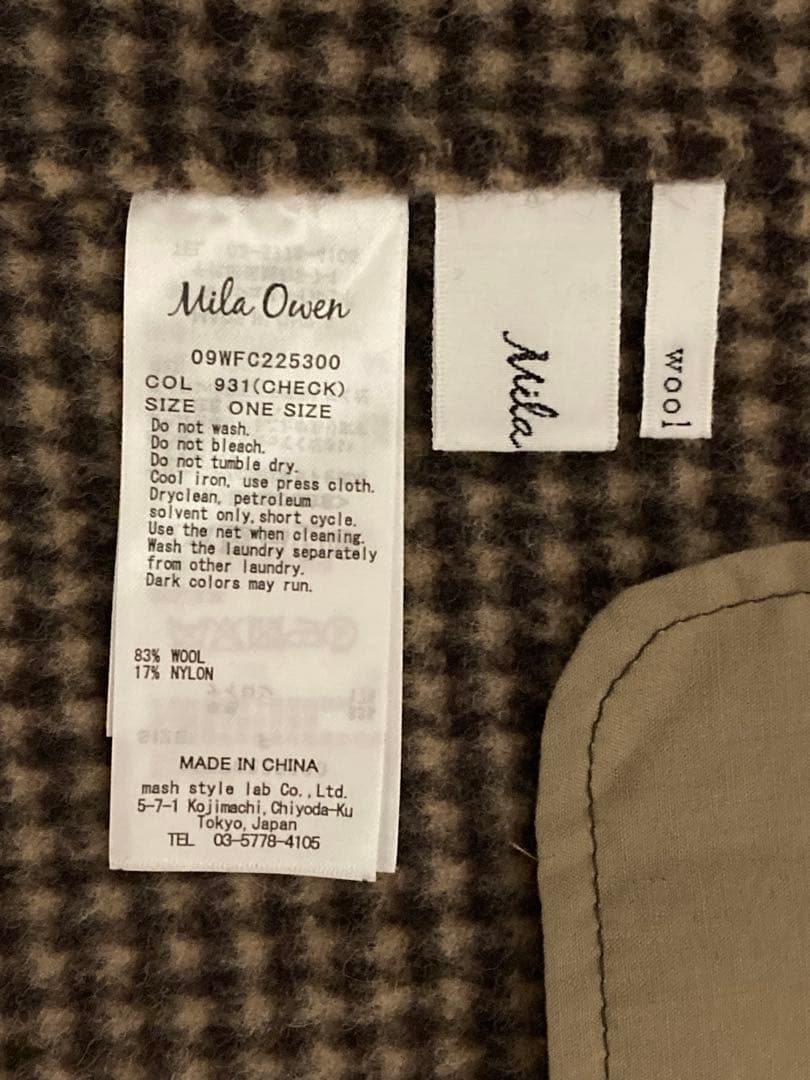 Mila Owen
09WFC225300
COL 931(CHECK)
SIZE ONE SIZE
Do not wash.
Do not bleach.
Do not tumble dry.
Cool iron, use press cloth.
Dryclean, petroleum
solvent only, short cycle.
Use the net when cleaning.
Wash the laundry separately
from other laundry.
Dark colors may run.
83% WOOL
17% NYLON
MADE IN CHINA
mash style lab Co., Ltd.
5-7-1 Kojimachi, Chiyoda-Ku
Tokyo, Japan
TEL 03-5778-4105
Mila
wool